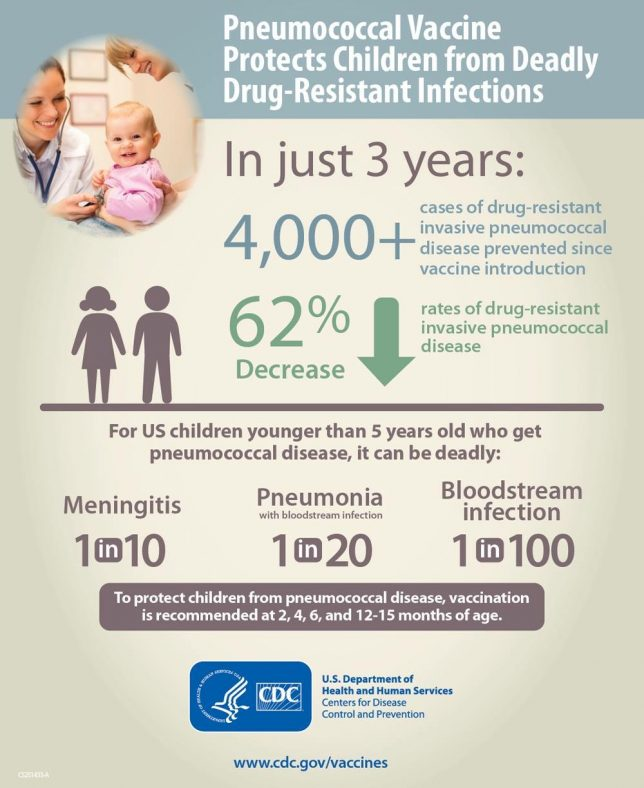 Pneumococcal Vaccine
Protects Children from Deadly
Drug-Resistant Infections
In just 3 years:
4,000+
cases of drug-resistant
invasive pneumococcal
disease prevented since
vaccine introduction
62%
Decrease
rates of drug-resistant
invasive pneumococcal
disease
For US children younger than 5 years old who get
pneumococcal disease, it can be deadly:
Meningitis
1 in 10
Pneumonia
with bloodstream infection
1 in 20
Bloodstream
infection
1 in 100
To protect children from pneumococcal disease, vaccination
is recommended at 2, 4, 6, and 12-15 months of age.
CDC
U.S. Department of
Health and Human Services
Centers for Disease
Control and Prevention
www.cdc.gov/vaccines